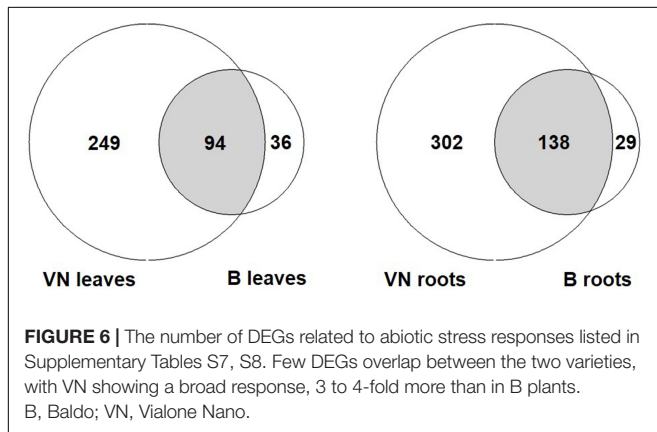 249 94 36 302 138 29
VN leaves B leaves VN roots B roots
FIGURE 6 | The number of DEGs related to abiotic stress responses listed in
Supplementary Tables S7, S8. Few DEGs overlap between the two varieties,
with VN showing a broad response, 3 to 4-fold more than in B plants.
B, Baldo; VN, Vialone Nano.